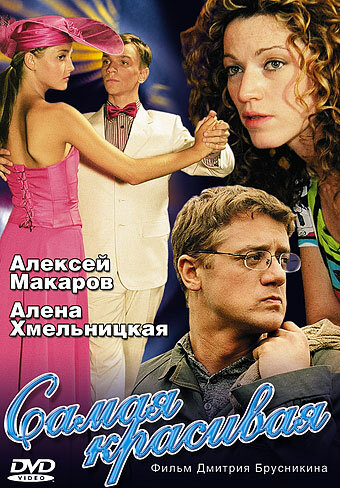 Алексей
Макаров
Алена
Хмельницкая
Самая
красивая
DVD
VIDEO
Фильм Дмитрия Брусникина